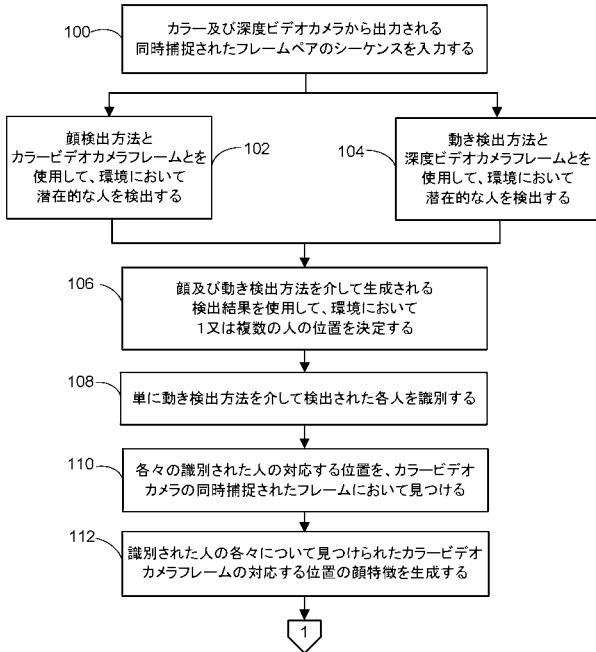 100
カラー及び深度ビデオカメラから出力される
同時捕捉されたフレームペアのシーケンスを入力する
顔検出方法と
カラービデオカメラフレームとを
使用して、環境において
潜在的な人を検出する
102
104
動き検出方法と
深度ビデオカメラフレームとを
使用して、環境において
潜在的な人を検出する
106
顔及び動き検出方法を介して生成される
検出結果を使用して、環境において
1又は複数の人の位置を決定する
108
単に動き検出方法を介して検出された各人を識別する
110
各々の識別された人の対応する位置を、カラービデオ
カメラの同時捕捉されたフレームにおいて見つける
112
識別された人の各々について見つけられたカラービデオ
カメラフレームの対応する位置の顔特徴を生成する
1